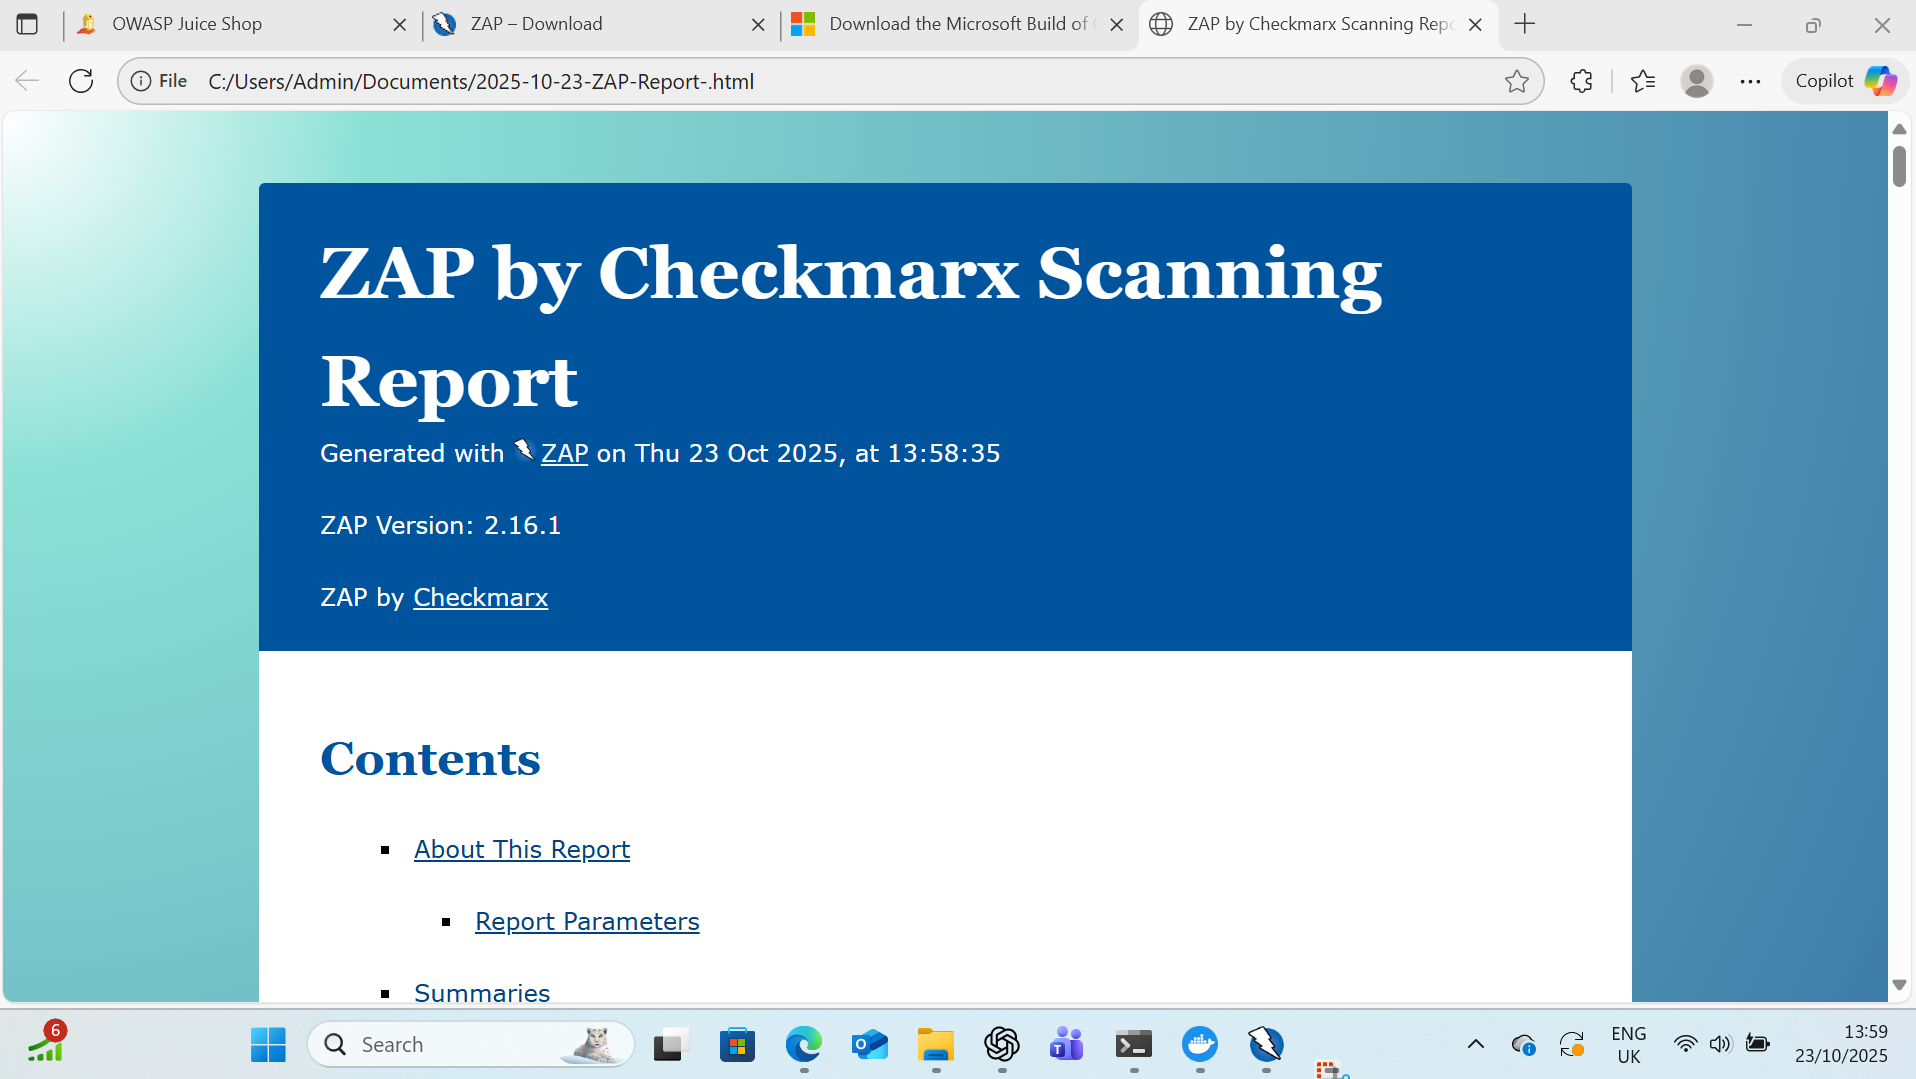 OWASP Juice Shop
ZAP – Download
Download the Microsoft Build of
ZAP by Checkmarx Scanning Repo
File C:/Users/Admin/Documents/2025-10-23-ZAP-Report-.html
Copilot
ZAP by Checkmarx Scanning
Report
Generated with ZAP on Thu 23 Oct 2025, at 13:58:35
ZAP Version: 2.16.1
ZAP by Checkmarx
Contents
About This Report
Report Parameters
Summaries
6
Search
ENG
UK
13:59
23/10/2025